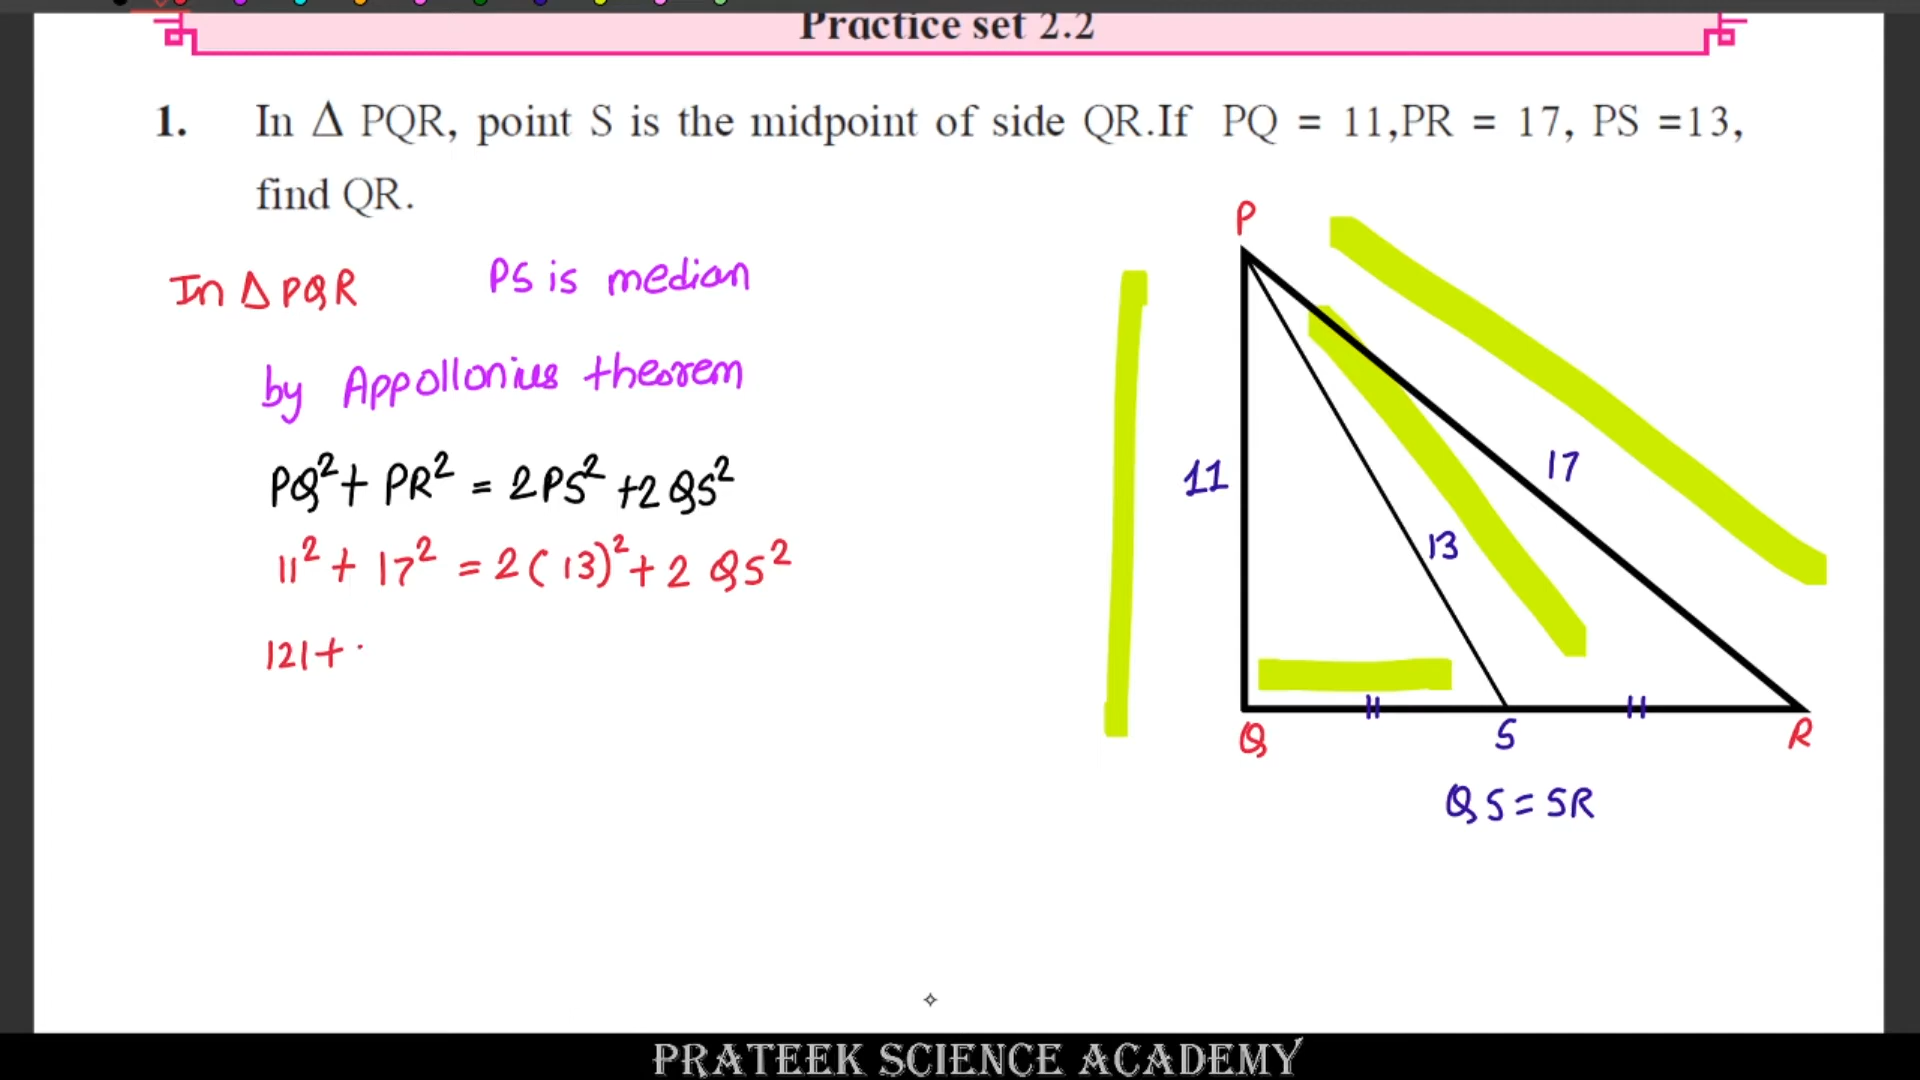 Practice set 2.2
1. In Δ PQR, point S is the midpoint of side QR.If PQ = 11,PR = 17, PS =13,
find QR.
In Δ PQR PS is median
by Appollonius theorem
PQ² + PR² = 2PS² + 2QS²
11² + 17² = 2(13)² + 2 QS²
121 +
P
11
17
13
Q
S
R
QS = SR
PRATEEK SCIENCE ACADEMY